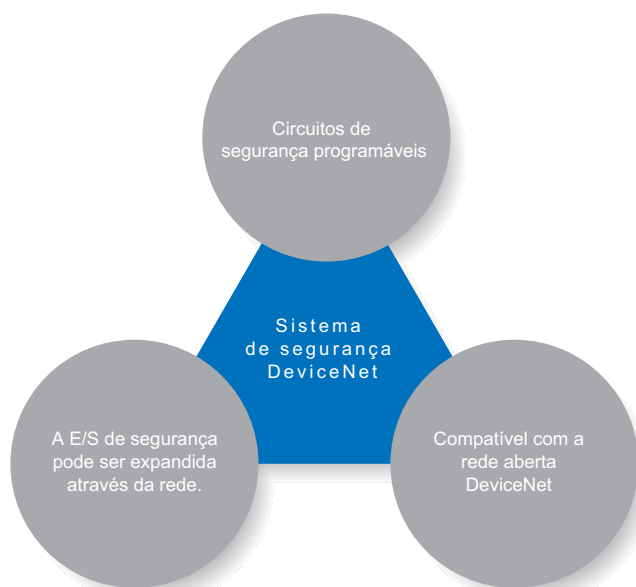 Circuitos de
segurança programáveis
Sistema
de segurança
DeviceNet
A E/S de segurança
pode ser expandida
através da rede.
Compatível com a
rede aberta
DeviceNet